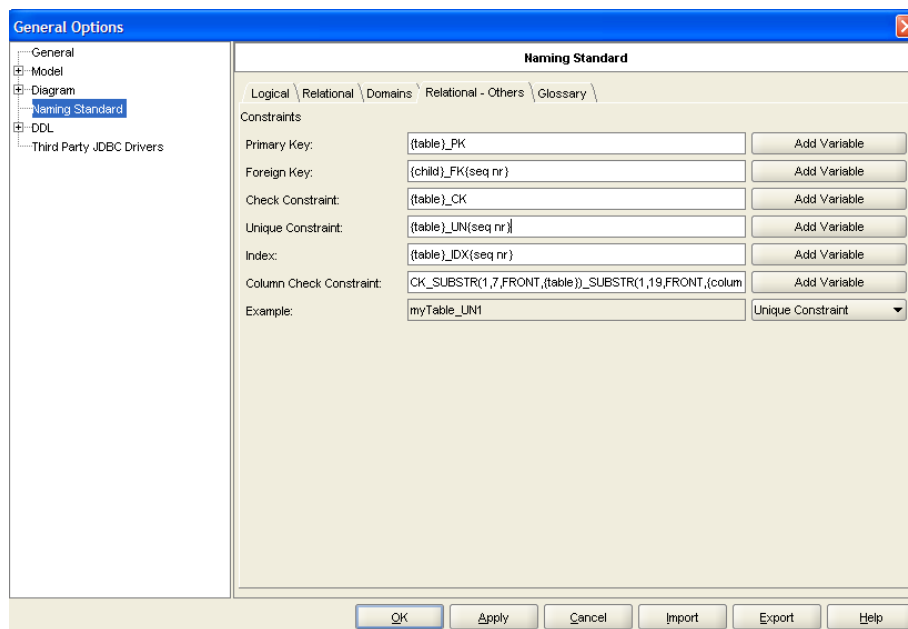 General Options
General
Model
Diagram
Naming Standard
DDL
Third Party JDBC Drivers
Naming Standard
Logical Relational Domains Relational - Others Glossary
Constraints
Primary Key: {table}_PK Add Variable
Foreign Key: {child}_FK{seq nr} Add Variable
Check Constraint: {table}_CK Add Variable
Unique Constraint: {table}_UN{seq nr} Add Variable
Index: {table}_IDX{seq nr} Add Variable
Column Check Constraint: CK_SUBSTR(1,7,FRONT,{table})_SUBSTR(1,19,FRONT,{colum Add Variable
Example: myTable_UN1 Unique Constraint
OK Apply Cancel Import Export Help